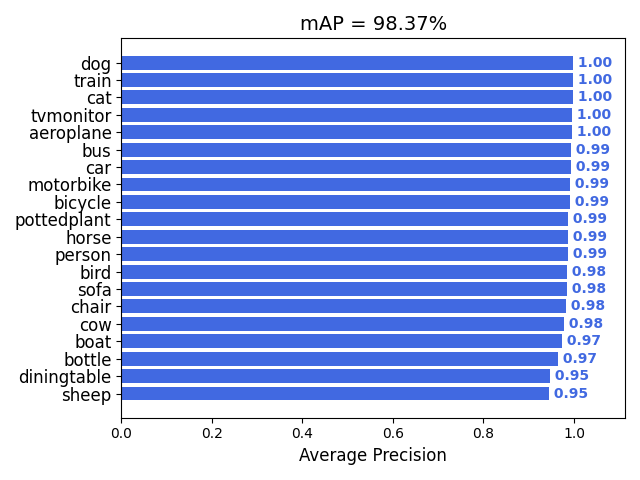 mAP = 98.37%
dog 1.00
train 1.00
cat 1.00
tvmonitor 1.00
aeroplane 1.00
bus 0.99
car 0.99
motorbike 0.99
bicycle 0.99
pottedplant 0.99
horse 0.99
person 0.99
bird 0.98
sofa 0.98
chair 0.98
cow 0.98
boat 0.97
bottle 0.97
diningtable 0.95
sheep 0.95
0.0 0.2 0.4 0.6 0.8 1.0
Average Precision